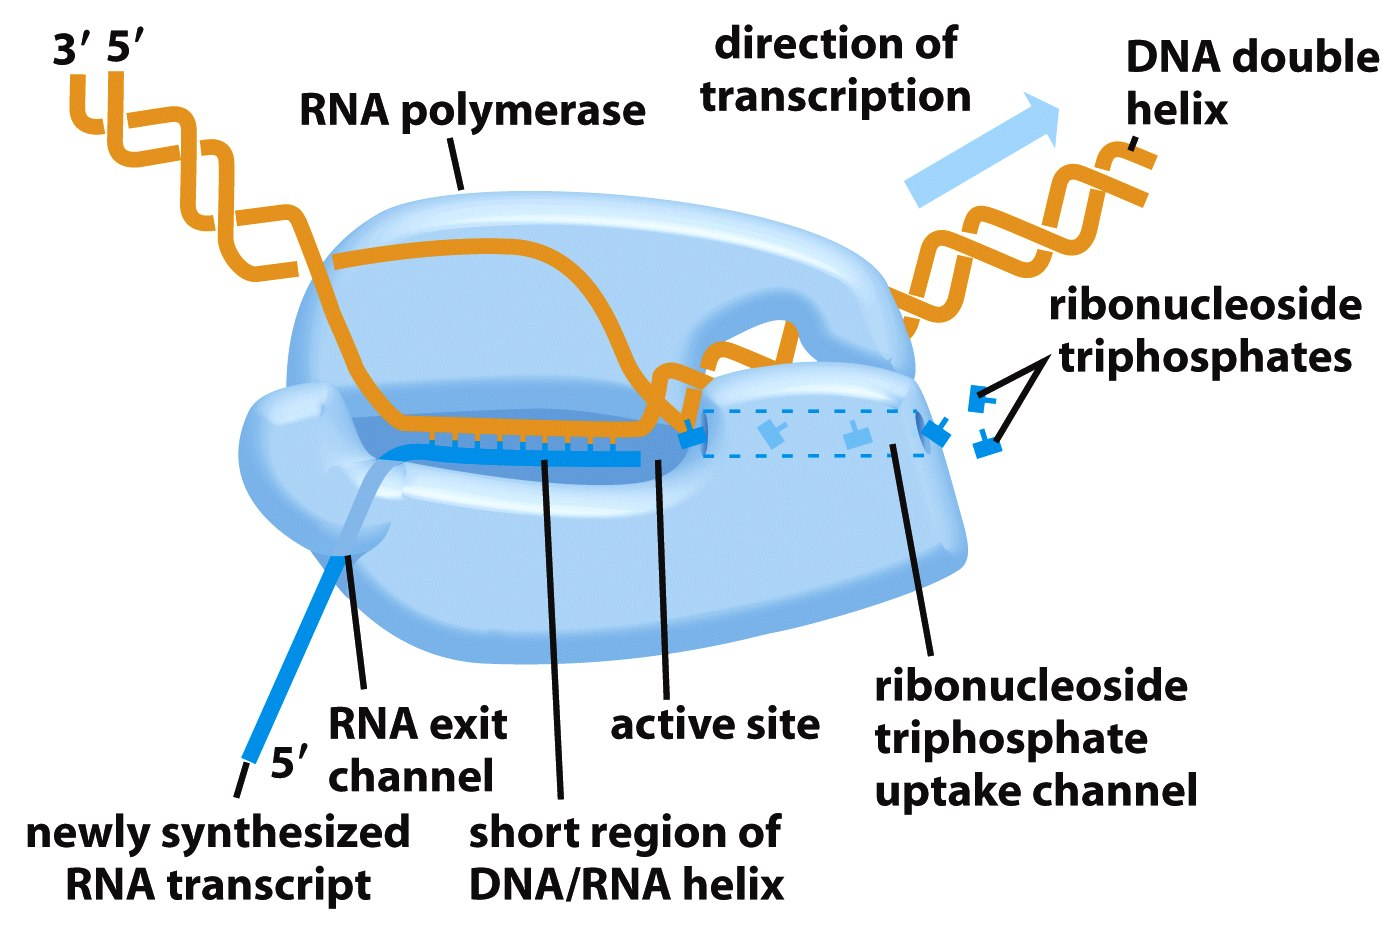 3′ 5′
RNA polymerase
direction of
transcription
DNA double
helix
ribonucleoside
triphosphates
RNA exit
channel
active site
ribonucleoside
triphosphate
uptake channel
5′
newly synthesized
RNA transcript
short region of
DNA/RNA helix